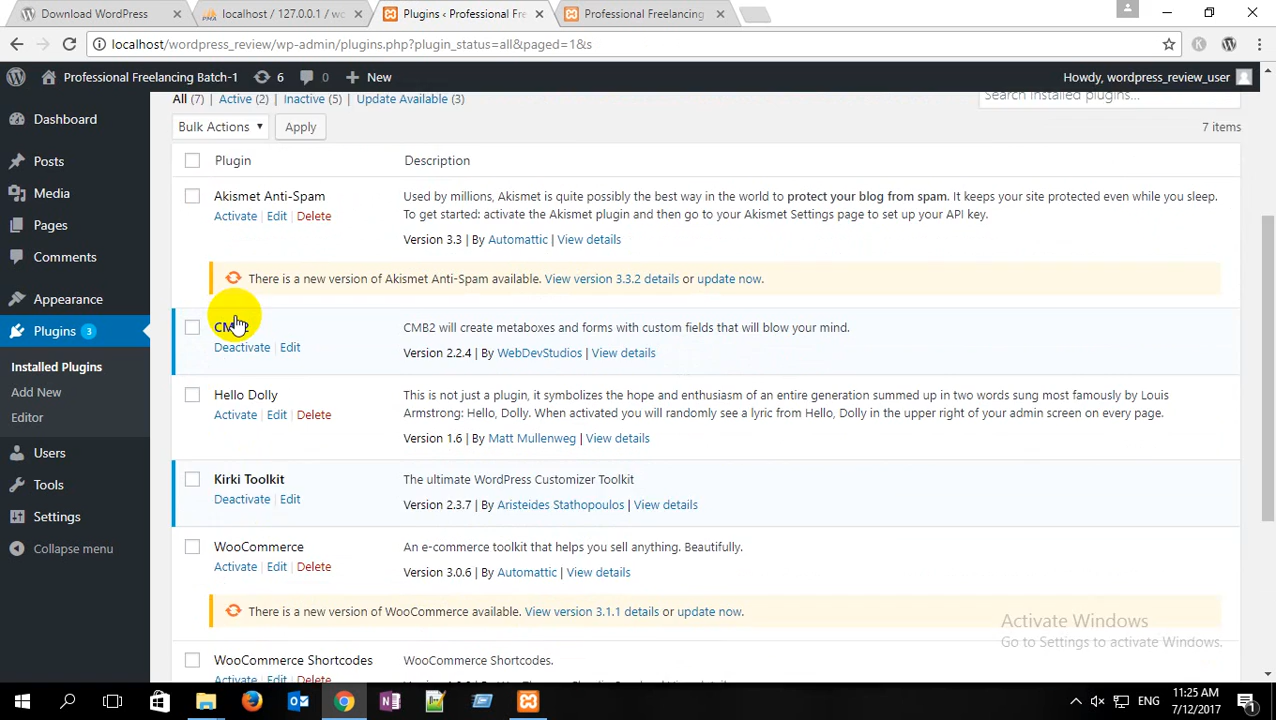 Download WordPress
localhost / 127.0.0.1 / wc
Plugins ‹ Professional Fre
Professional Freelancing
localhost/wordpress_review/wp-admin/plugins.php?plugin_status=all&paged=1&s
Professional Freelancing Batch-1
6
0
New
Howdy, wordpress_review_user
All (7) | Active (2) | Inactive (5) | Update Available (3)
Search installed plugins...
Bulk Actions
Apply
7 items
Dashboard
Posts
Media
Pages
Comments
Appearance
Plugins 3
Installed Plugins
Add New
Editor
Users
Tools
Settings
Collapse menu
Plugin
Description
Akismet Anti-Spam
Activate | Edit | Delete
Used by millions, Akismet is quite possibly the best way in the world to protect your blog from spam. It keeps your site protected even while you sleep.
To get started: activate the Akismet plugin and then go to your Akismet Settings page to set up your API key.
Version 3.3 | By Automattic | View details
There is a new version of Akismet Anti-Spam available. View version 3.3.2 details or update now.
CMB2
Deactivate | Edit
CMB2 will create metaboxes and forms with custom fields that will blow your mind.
Version 2.2.4 | By WebDevStudios | View details
Hello Dolly
Activate | Edit | Delete
This is not just a plugin, it symbolizes the hope and enthusiasm of an entire generation summed up in two words sung most famously by Louis
Armstrong: Hello, Dolly. When activated you will randomly see a lyric from Hello, Dolly in the upper right of your admin screen on every page.
Version 1.6 | By Matt Mullenweg | View details
Kirki Toolkit
Deactivate | Edit
The ultimate WordPress Customizer Toolkit
Version 2.3.7 | By Aristeides Stathopoulos | View details
WooCommerce
Activate | Edit | Delete
An e-commerce toolkit that helps you sell anything. Beautifully.
Version 3.0.6 | By Automattic | View details
There is a new version of WooCommerce available. View version 3.1.1 details or update now.
WooCommerce Shortcodes
Activate | Edit | Delete
WooCommerce Shortcodes.
Activate Windows
Go to Settings to activate Windows.
ENG
11:25 AM
7/12/2017
1